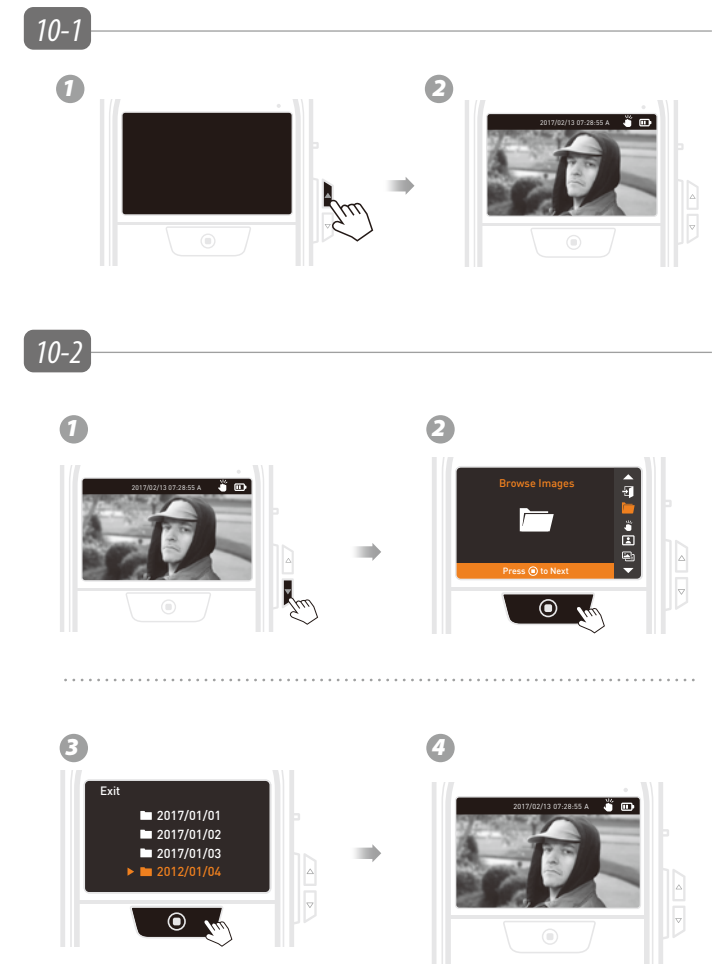 10-1
1
2
2017/02/13 07:28:55 A
10-2
1
2
2017/02/13 07:28:55 A
Browse Images
Press to Next
3
4
Exit
2017/01/01
2017/01/02
2017/01/03
2012/01/04
2017/02/13 07:28:55 A